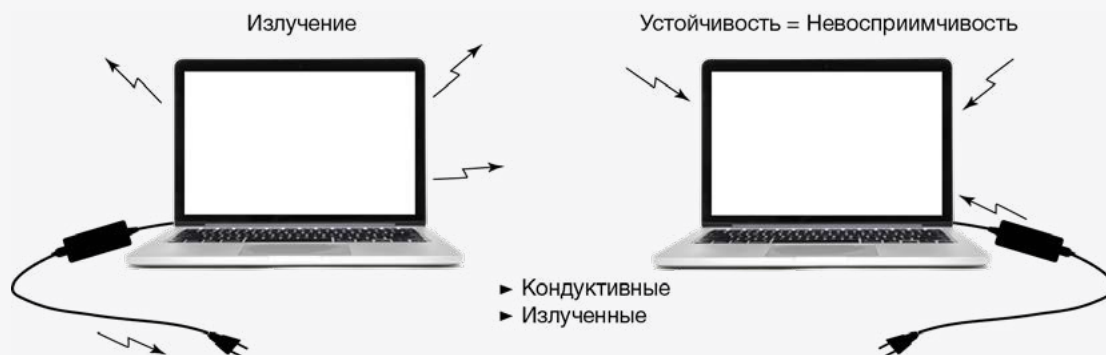 Излучение
Устойчивость = Невосприимчивость
► Кондуктивные
► Излученные